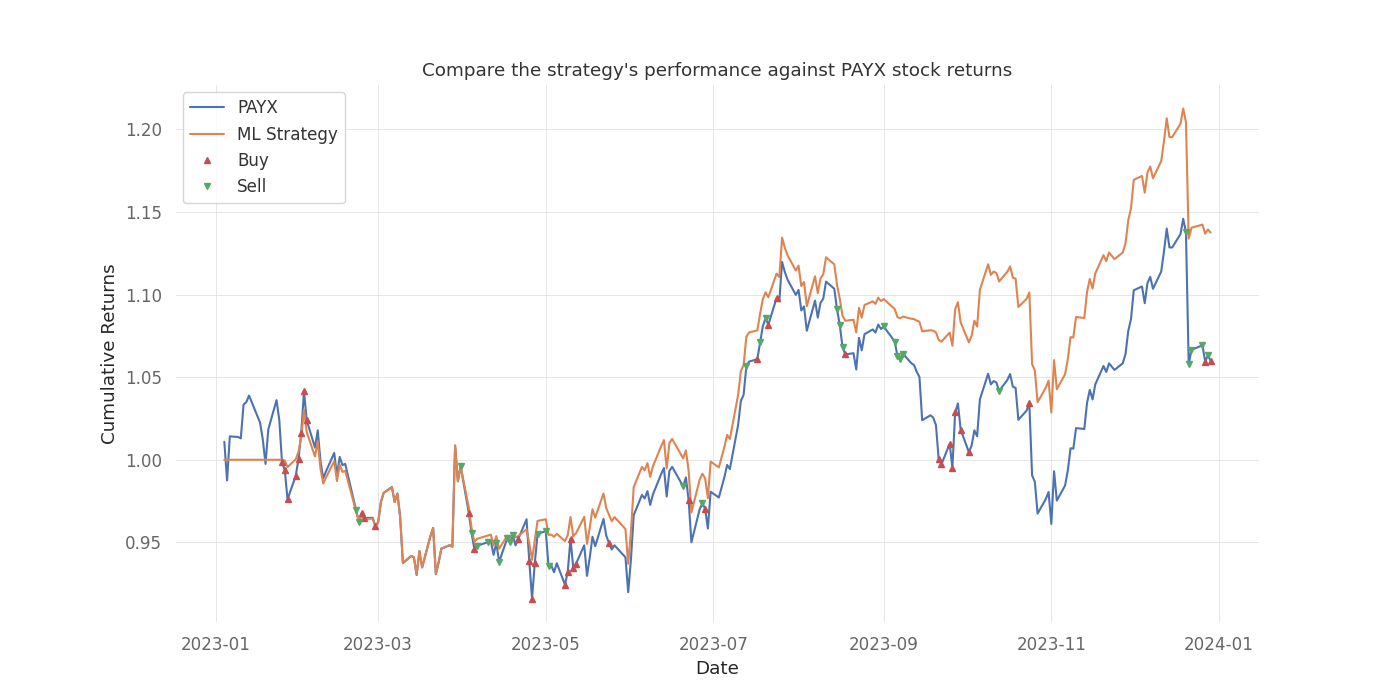 Compare the strategy's performance against PAYX stock returns
PAYX
ML Strategy
Buy
Sell
1.20
1.15
1.10
1.05
1.00
0.95
Cumulative Returns
2023-01
2023-03
2023-05
2023-07
2023-09
2023-11
2024-01
Date